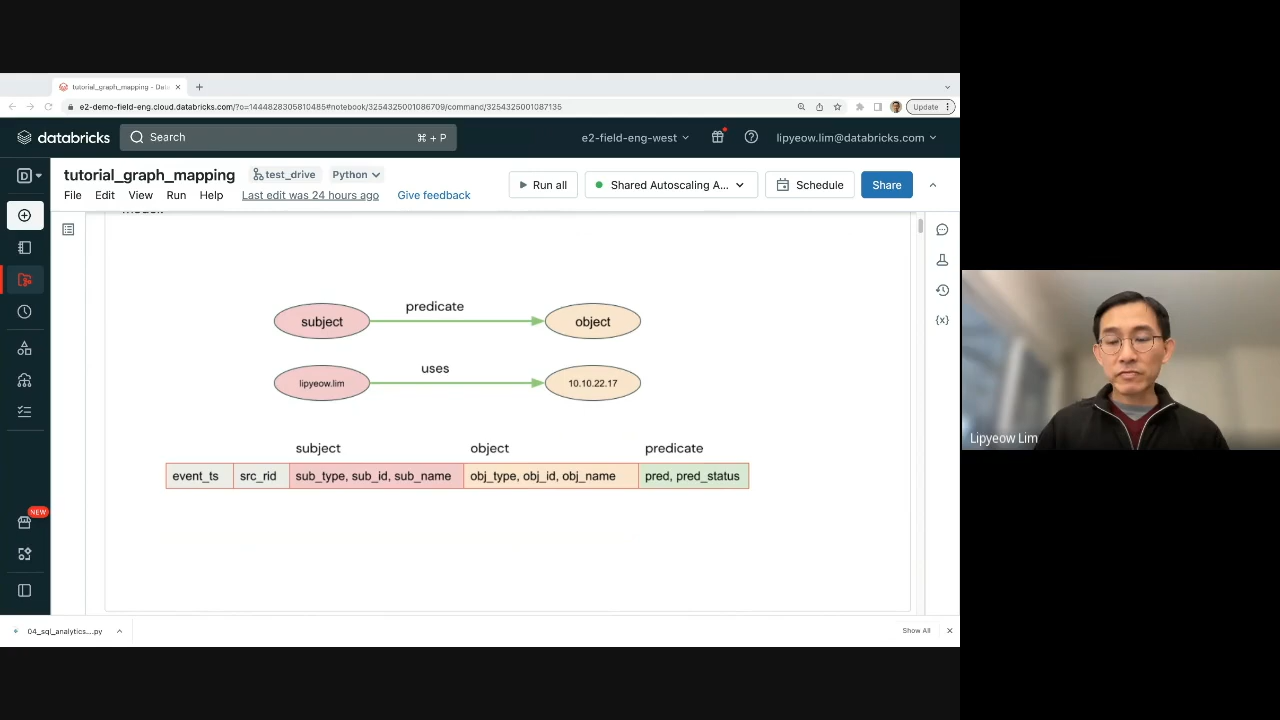 tutorial_graph_mapping - Data
e2-demo-field-eng.cloud.databricks.com/?o=1444828305810485#notebook/3254325001086709/command/3254325001087135
Update
databricks
Search
⌘ + P
e2-field-eng-west
lipyeow.lim@databricks.com
D
tutorial_graph_mapping
test_drive
Python
Run all
Shared Autoscaling A...
Schedule
Share
File Edit View Run Help Last edit was 24 hours ago Give feedback
predicate
subject
object
uses
lipyeow.lim
10.10.22.17
subject object predicate
event_ts src_rid sub_type, sub_id, sub_name obj_type, obj_id, obj_name pred, pred_status
NEW
{x}
Lipyeow Lim
04_sql_analytics....py
Show All